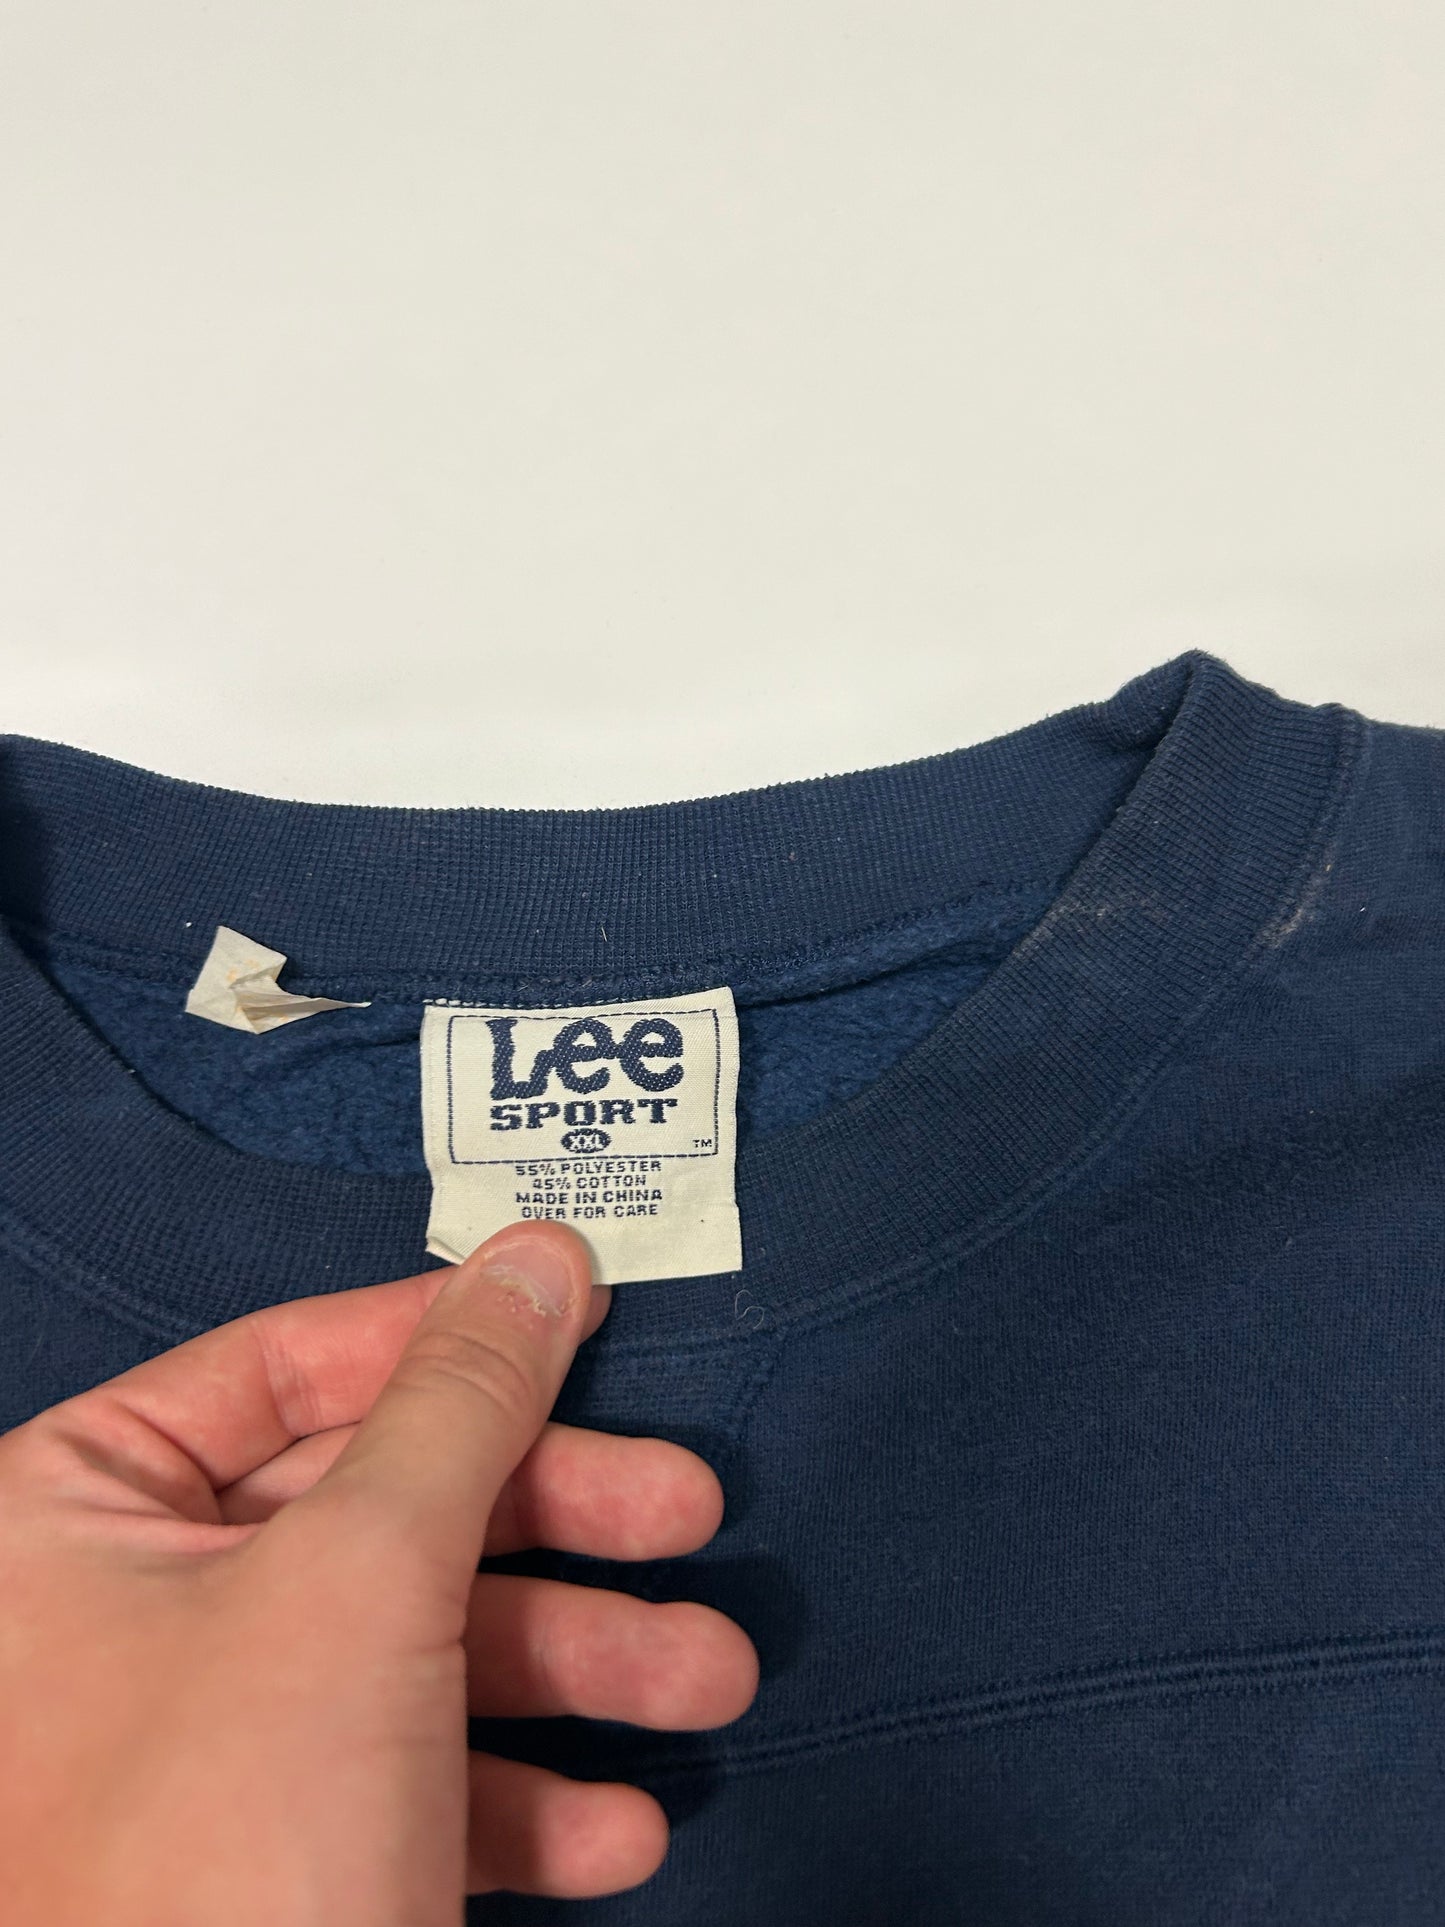 Lee
SPORT
XXL
TM
55% POLYESTER
45% COTTON
MADE IN CHINA
OVER FOR CARE